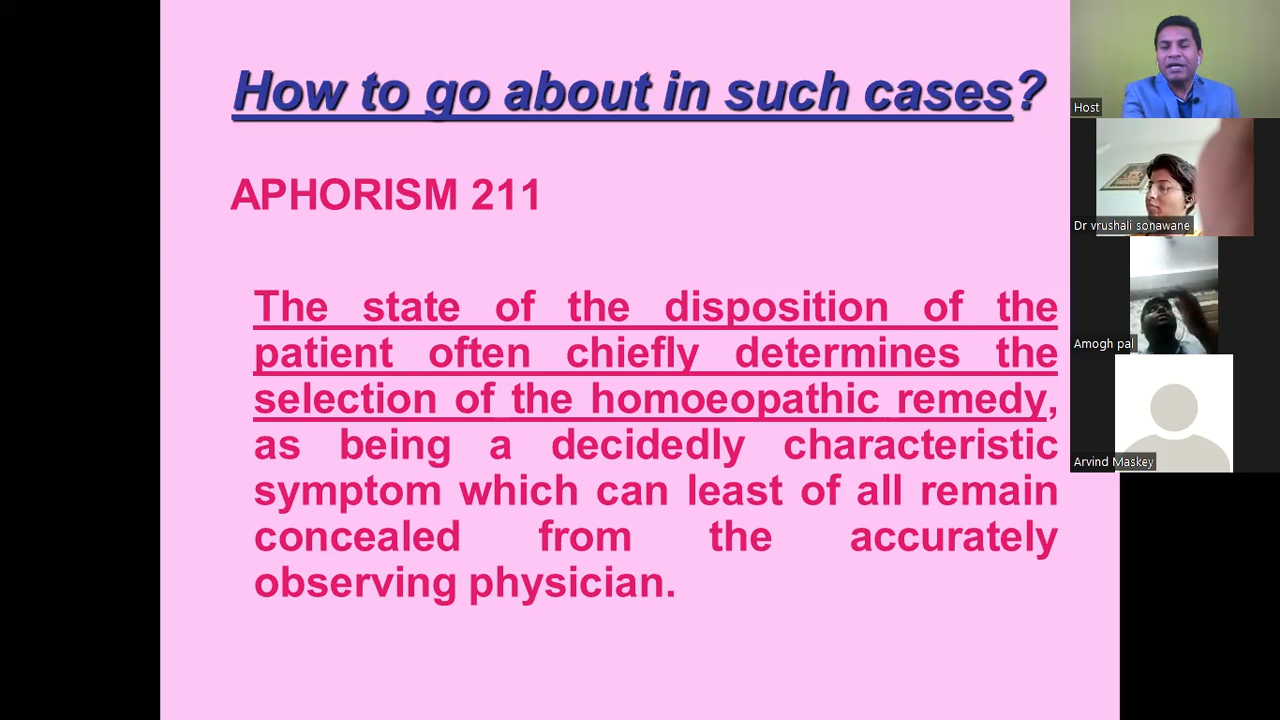 How to go about in such cases?
APHORISM 211
The state of the disposition of the
patient often chiefly determines the
selection of the homoeopathic remedy,
as being a decidedly characteristic
symptom which can least of all remain
concealed from the accurately
observing physician.
Host
Dr vrushali sonawane
Amogh pal
Arvind Maskey